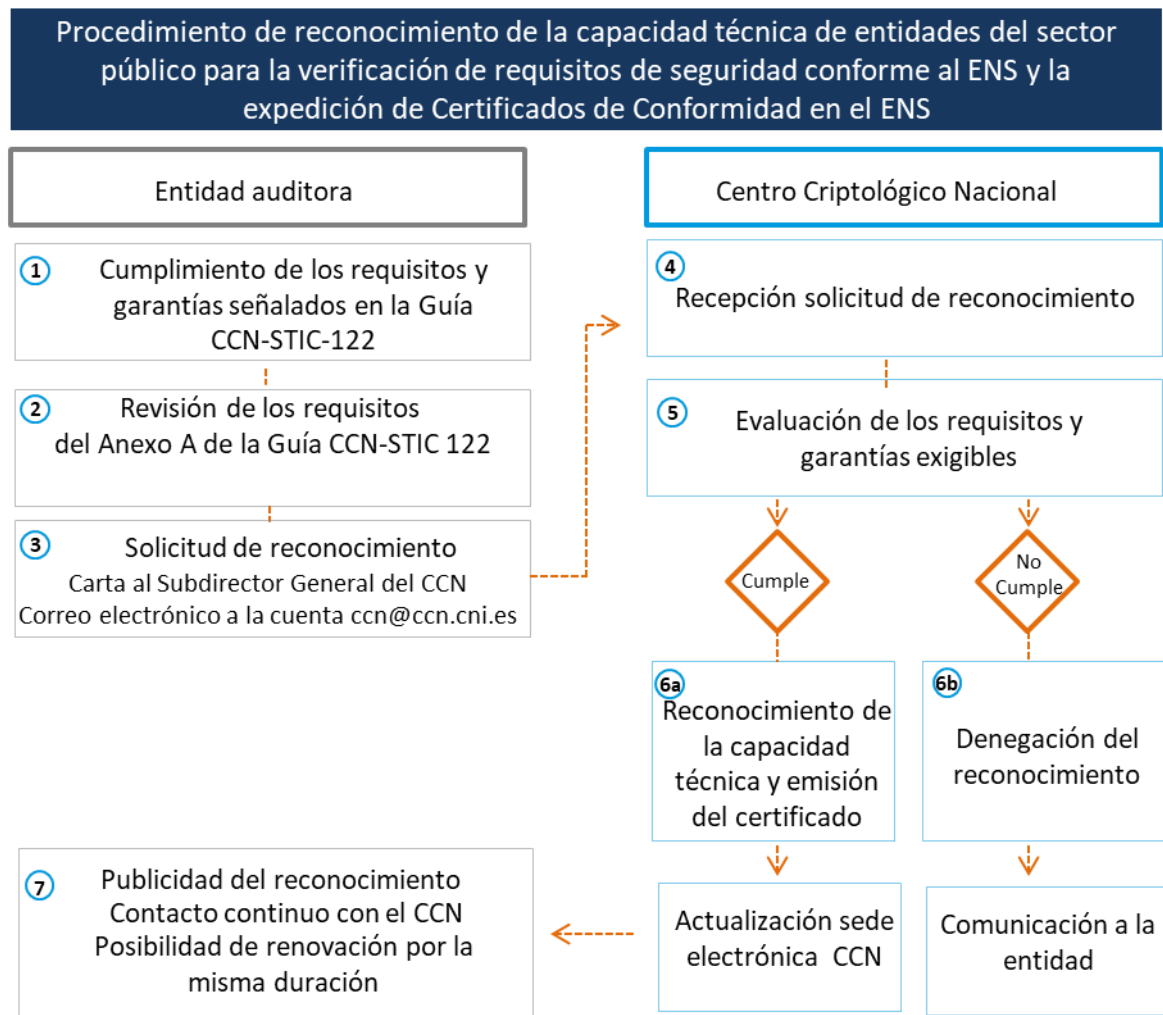 Procedimiento de reconocimiento de la capacidad técnica de entidades del sector
público para la verificación de requisitos de seguridad conforme al ENS y la
expedición de Certificados de Conformidad en el ENS
Entidad auditora
1
Cumplimiento de los requisitos y
garantías señalados en la Guía
CCN-STIC-122
2
Revisión de los requisitos
del Anexo A de la Guía CCN-STIC 122
3
Solicitud de reconocimiento
Carta al Subdirector General del CCN
Correo electrónico a la cuenta ccn@ccn.cni.es
Centro Criptológico Nacional
4
Recepción solicitud de reconocimiento
5
Evaluación de los requisitos y
garantías exigibles
Cumple
No
Cumple
6a
Reconocimiento de
la capacidad
técnica y emisión
del certificado
6b
Denegación del
reconocimiento
Actualización sede
electrónica CCN
Comunicación a la
entidad
7
Publicidad del reconocimiento
Contacto continuo con el CCN
Posibilidad de renovación por la
misma duración